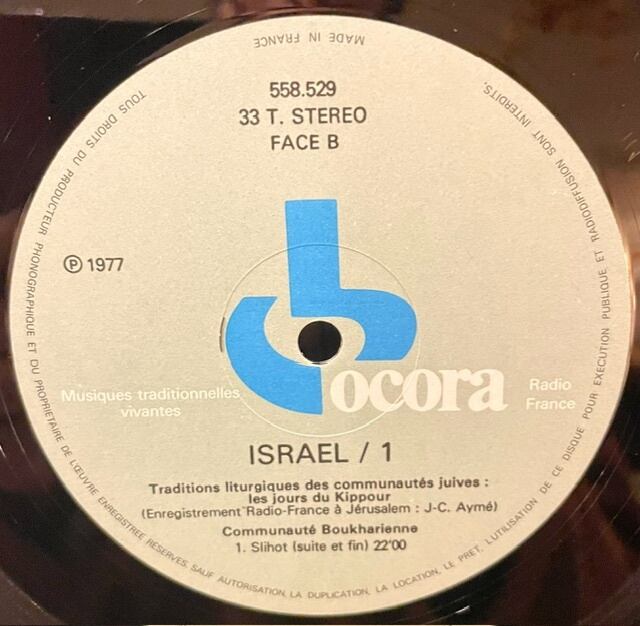 MADE IN FRANCE
558.529
33 T. STEREO
FACE B
℗ 1977
Musiques traditionnelles
vivantes
ocora
Radio
France
ISRAEL / 1
Traditions liturgiques des communautés juives :
les jours du Kippour
(Enregistrement Radio-France à Jérusalem : J-C. Aymé)
Communauté Boukharienne
1. Slihot (suite et fin) 22'00
TOUS DROITS DU PRODUCTEUR PHONOGRAPHIQUE ET DU PROPRIETAIRE DE L'ŒUVRE ENREGISTREE RESERVES. SAUF AUTORISATION, LA DUPLICATION, LA LOCATION, LE PRET, L'UTILISATION DE CE DISQUE POUR EXECUTION PUBLIQUE ET RADIODIFFUSION SONT INTERDITS.